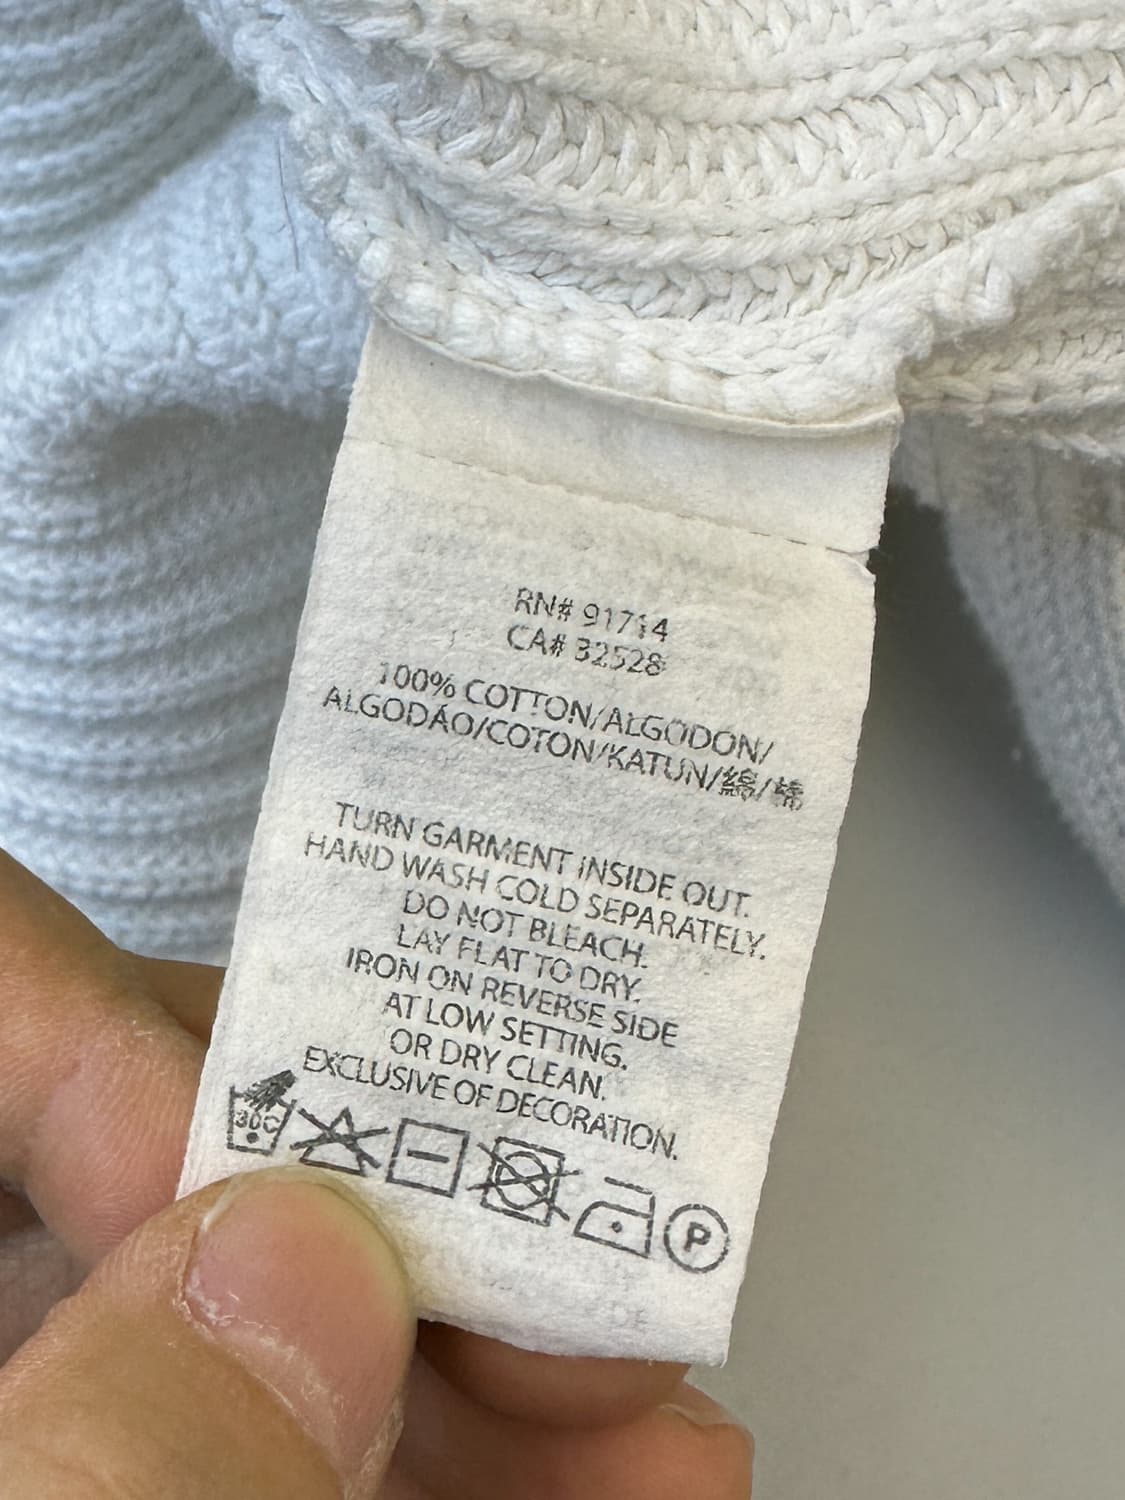 RN# 91714
CA# 32528
100% COTTON/ALGODON/
ALGODÃO/COTON/KATUN/綿/棉
TURN GARMENT INSIDE OUT.
HAND WASH COLD SEPARATELY.
DO NOT BLEACH.
LAY FLAT TO DRY.
IRON ON REVERSE SIDE
AT LOW SETTING.
OR DRY CLEAN.
EXCLUSIVE OF DECORATION.
30C P